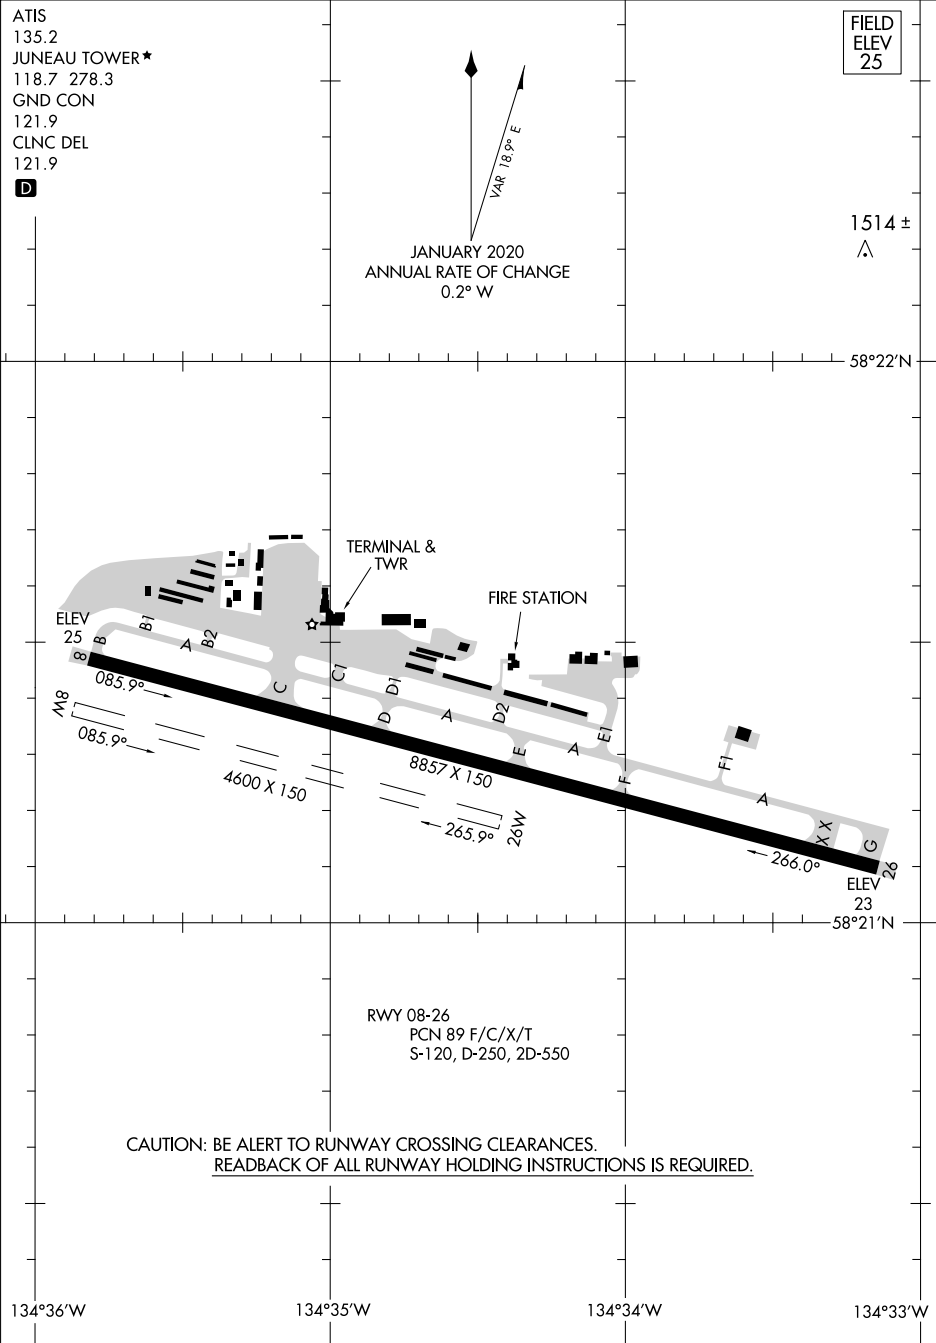 ATIS
135.2
JUNEAU TOWER★
118.7 278.3
GND CON
121.9
CLNC DEL
121.9
D
FIELD
ELEV
25
VAR 18.9° E
JANUARY 2020
ANNUAL RATE OF CHANGE
0.2° W
1514 ±
58°22'N
TERMINAL &
TWR
FIRE STATION
ELEV
25
8
B
B1
A
B2
C
C1
D1
D
A
D2
E
A
E1
F
F1
A
X X
X X
G
26
085.9°
8W
085.9°
4600 X 150
8857 X 150
265.9°
26W
266.0°
ELEV
23
58°21'N
RWY 08-26
PCN 89 F/C/X/T
S-120, D-250, 2D-550
CAUTION: BE ALERT TO RUNWAY CROSSING CLEARANCES.
READBACK OF ALL RUNWAY HOLDING INSTRUCTIONS IS REQUIRED.
134°36'W
134°35'W
134°34'W
134°33'W